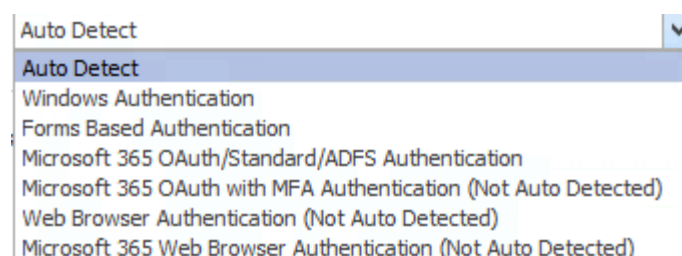 Auto Detect
Auto Detect
Windows Authentication
Forms Based Authentication
Microsoft 365 OAuth/Standard/ADFS Authentication
Microsoft 365 OAuth with MFA Authentication (Not Auto Detected)
Web Browser Authentication (Not Auto Detected)
Microsoft 365 Web Browser Authentication (Not Auto Detected)